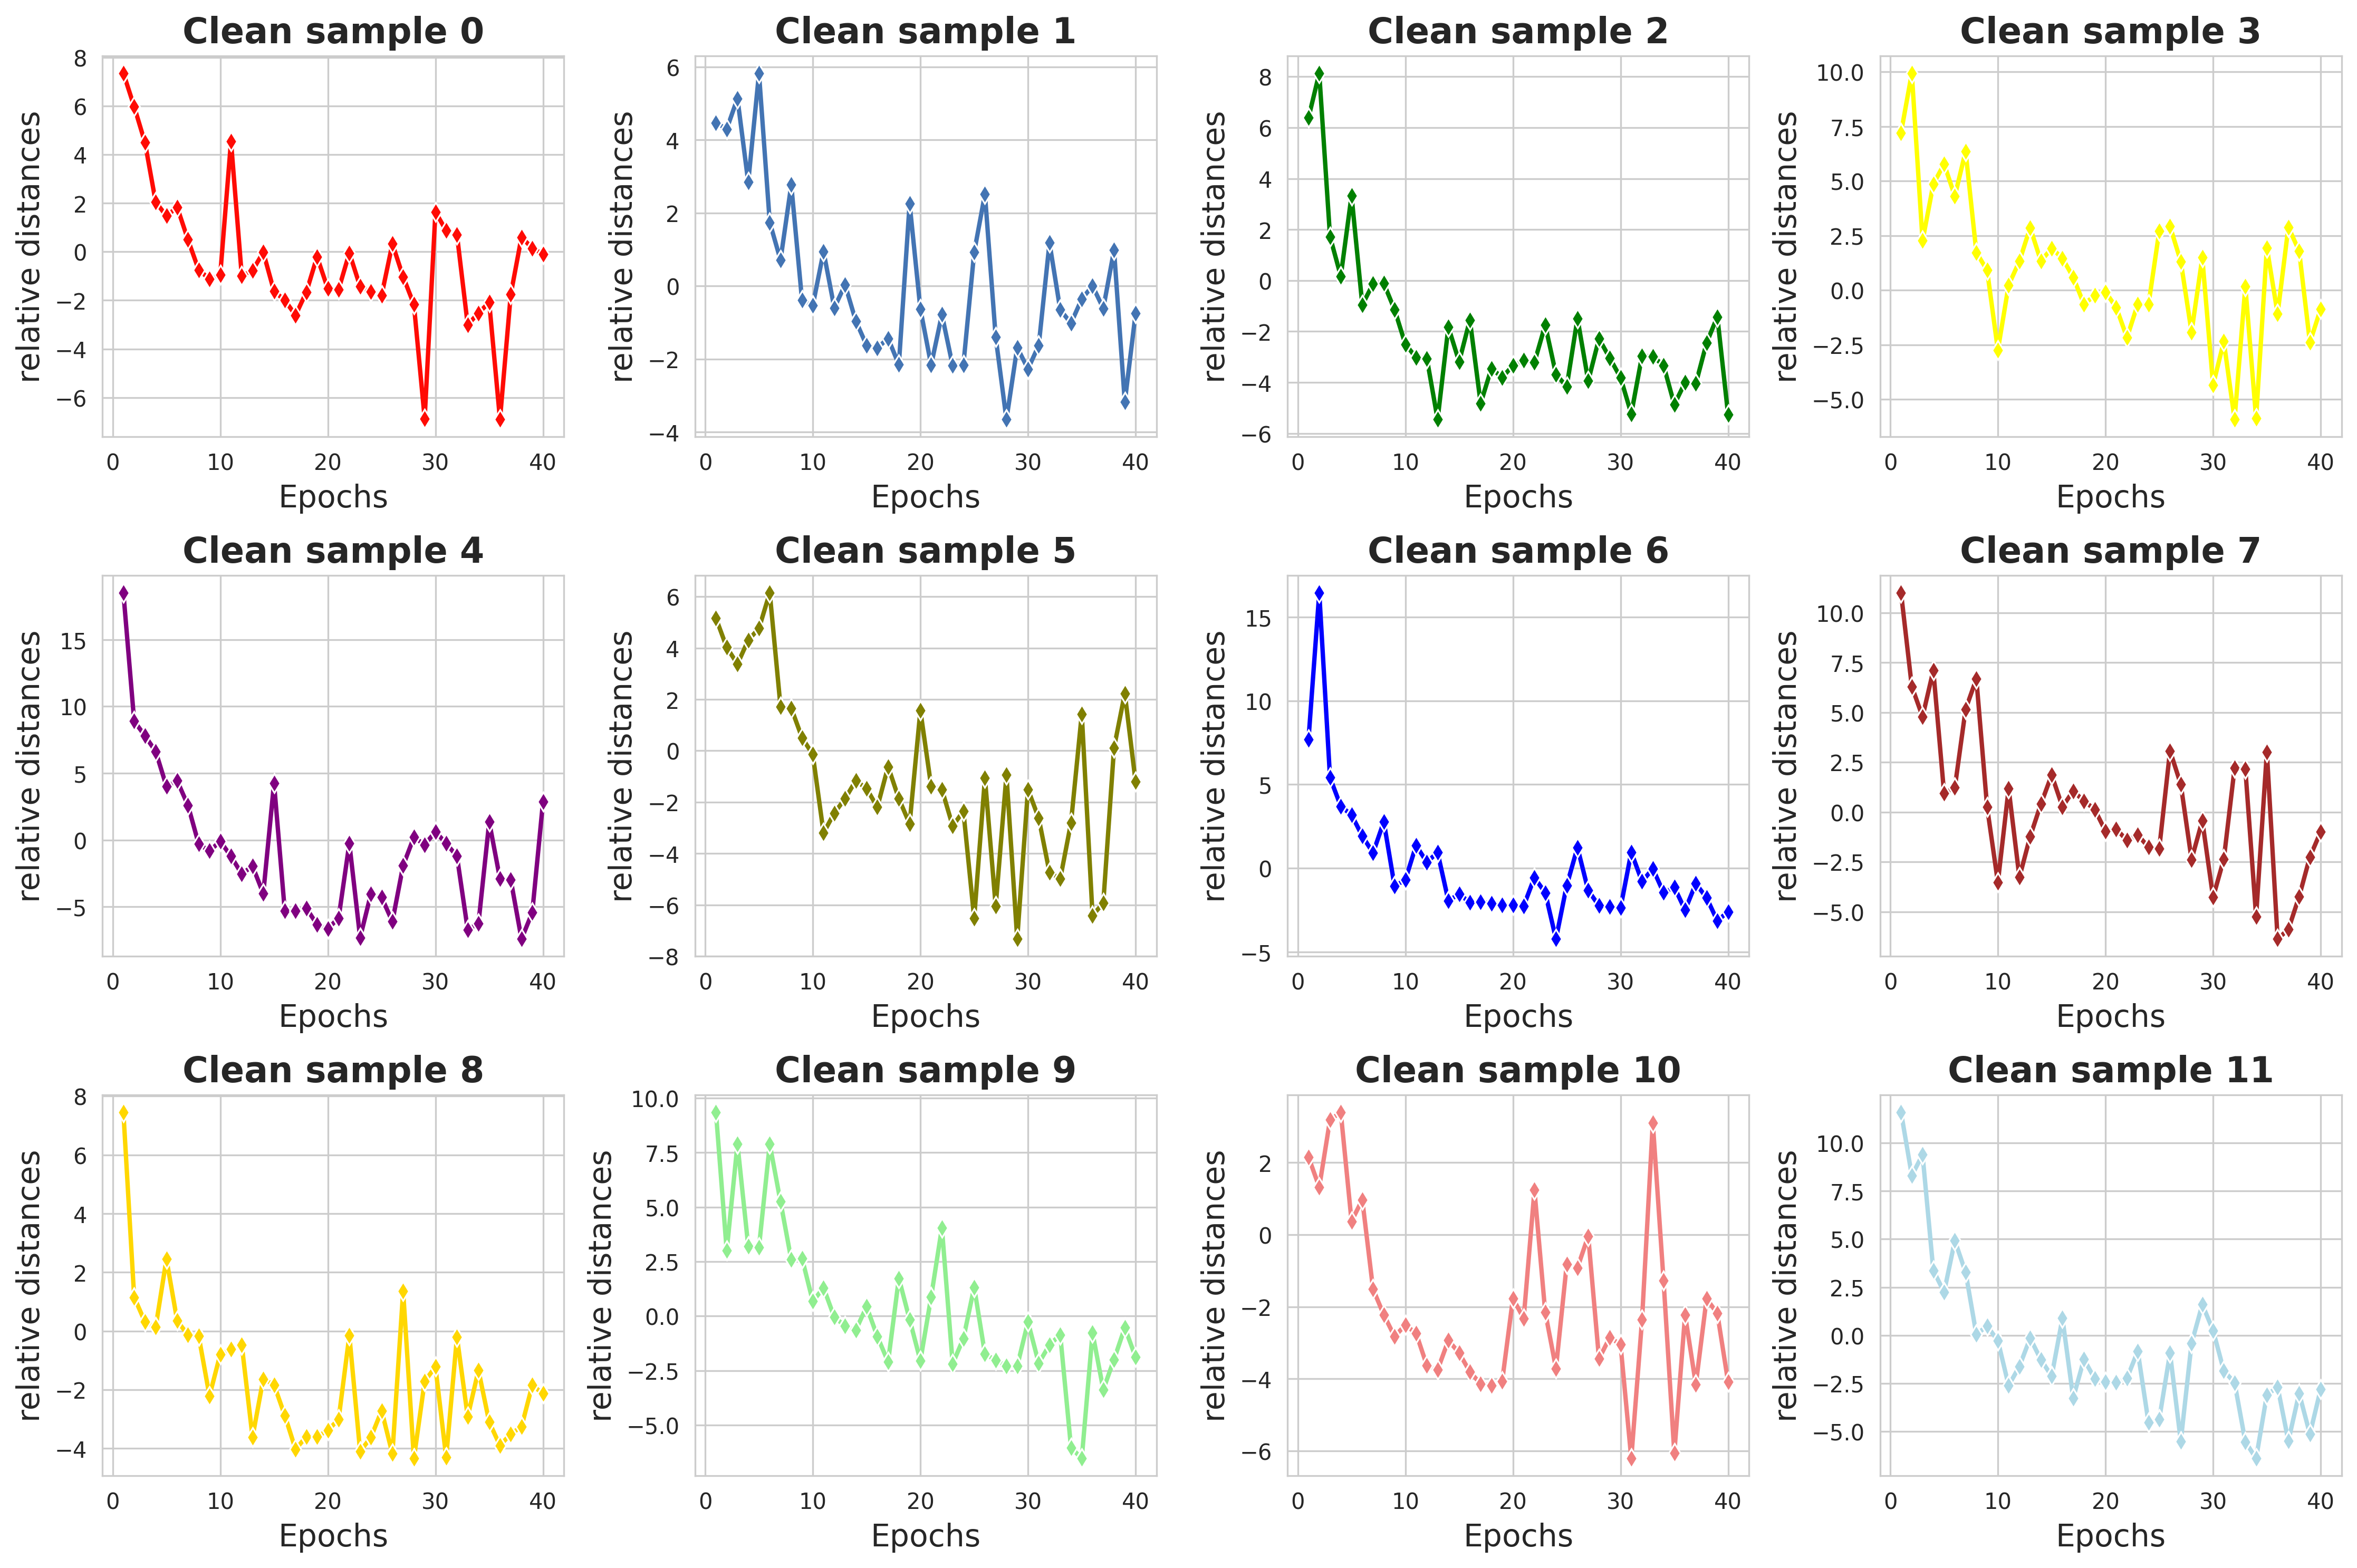 Clean sample 0
Clean sample 1
Clean sample 2
Clean sample 3
relative distances
8
6
4
2
0
−2
−4
−6
0 10 20 30 40
Epochs
relative distances
6
4
2
0
−2
−4
0 10 20 30 40
Epochs
relative distances
8
6
4
2
0
−2
−4
−6
0 10 20 30 40
Epochs
relative distances
10.0
7.5
5.0
2.5
0.0
−2.5
−5.0
0 10 20 30 40
Epochs
Clean sample 4
Clean sample 5
Clean sample 6
Clean sample 7
relative distances
15
10
5
0
−5
0 10 20 30 40
Epochs
relative distances
6
4
2
0
−2
−4
−6
−8
0 10 20 30 40
Epochs
relative distances
15
10
5
0
−5
0 10 20 30 40
Epochs
relative distances
10.0
7.5
5.0
2.5
0.0
−2.5
−5.0
0 10 20 30 40
Epochs
Clean sample 8
Clean sample 9
Clean sample 10
Clean sample 11
relative distances
8
6
4
2
0
−2
−4
0 10 20 30 40
Epochs
relative distances
10.0
7.5
5.0
2.5
0.0
−2.5
−5.0
0 10 20 30 40
Epochs
relative distances
2
0
−2
−4
−6
0 10 20 30 40
Epochs
relative distances
10.0
7.5
5.0
2.5
0.0
−2.5
−5.0
0 10 20 30 40
Epochs